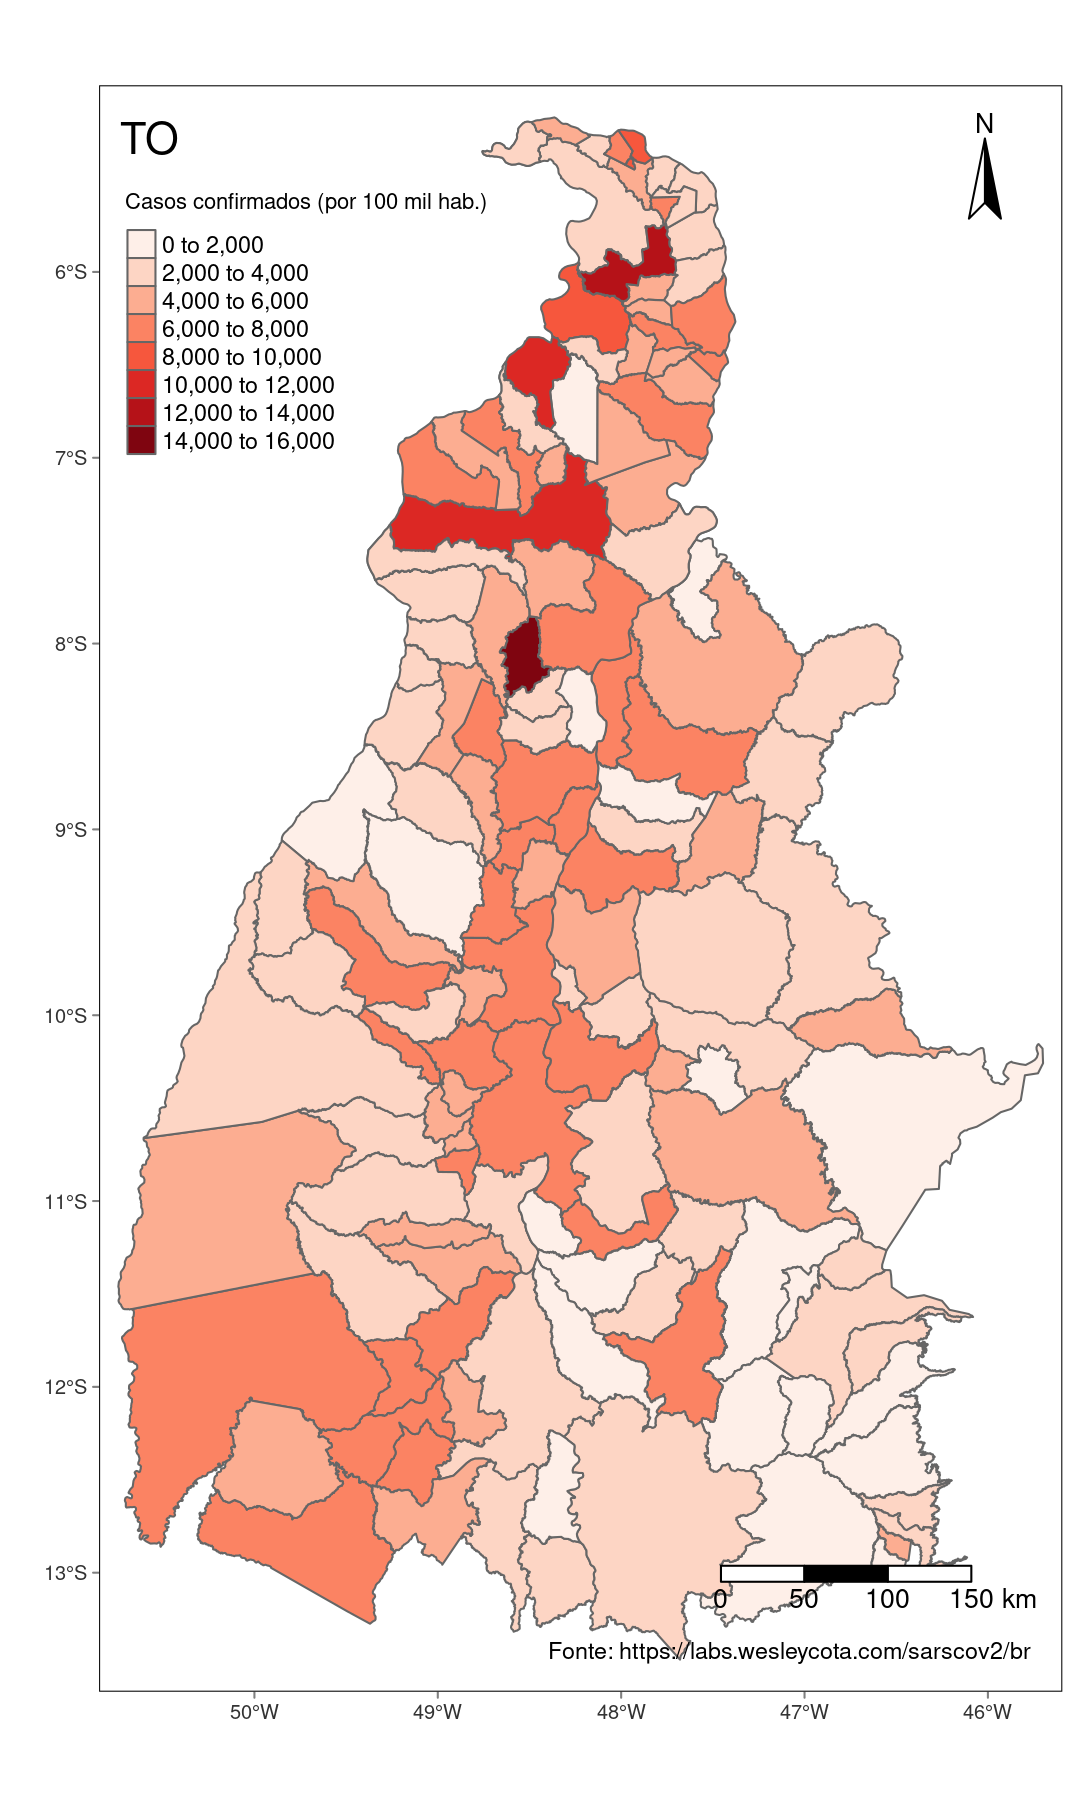 TO
N
Casos confirmados (por 100 mil hab.)
0 to 2,000
2,000 to 4,000
4,000 to 6,000
6,000 to 8,000
8,000 to 10,000
10,000 to 12,000
12,000 to 14,000
14,000 to 16,000
6°S
7°S
8°S
9°S
10°S
11°S
12°S
13°S
0 50 100 150 km
Fonte: https://labs.wesleycota.com/sarscov2/br
50°W 49°W 48°W 47°W 46°W